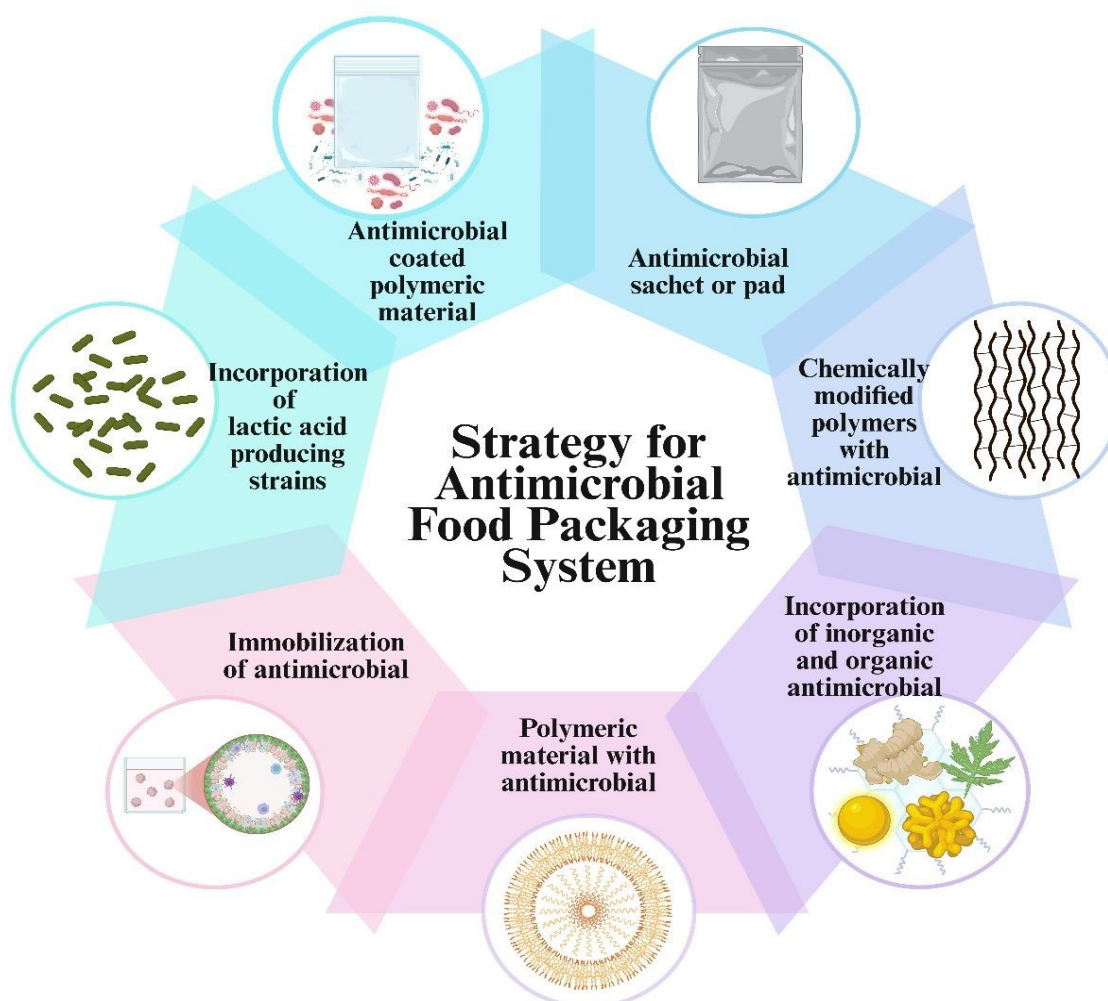 Antimicrobial
coated
polymeric
material
Antimicrobial
sachet or pad
Chemically
modified
polymers
with
antimicrobial
Incorporation
of
lactic acid
producing
strains
Strategy for
Antimicrobial
Food Packaging
System
Incorporation
of inorganic
and organic
antimicrobial
Immobilization
of antimicrobial
Polymeric
material with
antimicrobial